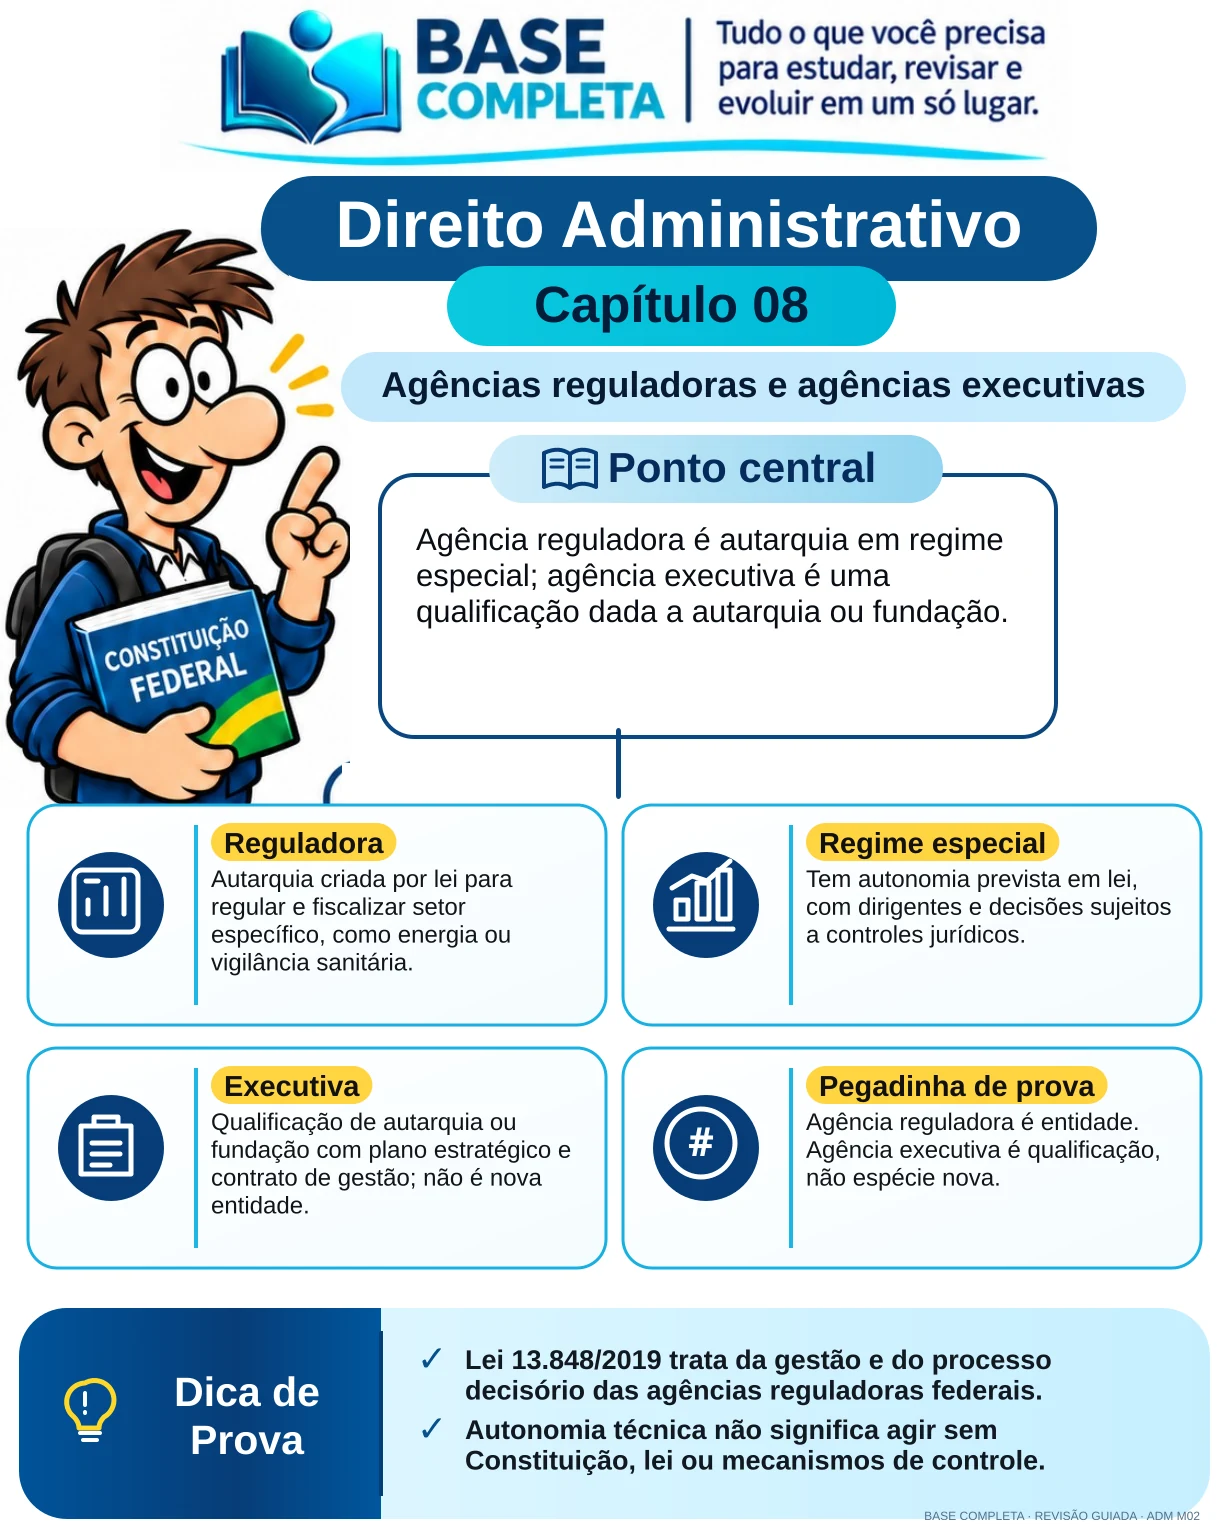 BASE
COMPLETA
Tudo o que você precisa
para estudar, revisar e
evoluir em um só lugar.
Direito Administrativo
Capítulo 08
Agências reguladoras e agências executivas
Ponto central
Agência reguladora é autarquia em regime
especial; agência executiva é uma
qualificação dada a autarquia ou fundação.
CONSTITUIÇÃO
FEDERAL
Reguladora
Autarquia criada por lei para
regular e fiscalizar setor
específico, como energia ou
vigilância sanitária.
Regime especial
Tem autonomia prevista em lei,
com dirigentes e decisões sujeitos
a controles jurídicos.
Executiva
Qualificação de autarquia ou
fundação com plano estratégico e
contrato de gestão; não é nova
entidade.
#
Pegadinha de prova
Agência reguladora é entidade.
Agência executiva é qualificação,
não espécie nova.
Dica de
Prova
✓ Lei 13.848/2019 trata da gestão e do processo
decisório das agências reguladoras federais.
✓ Autonomia técnica não significa agir sem
Constituição, lei ou mecanismos de controle.
BASE COMPLETA · REVISÃO GUIADA · ADM M02